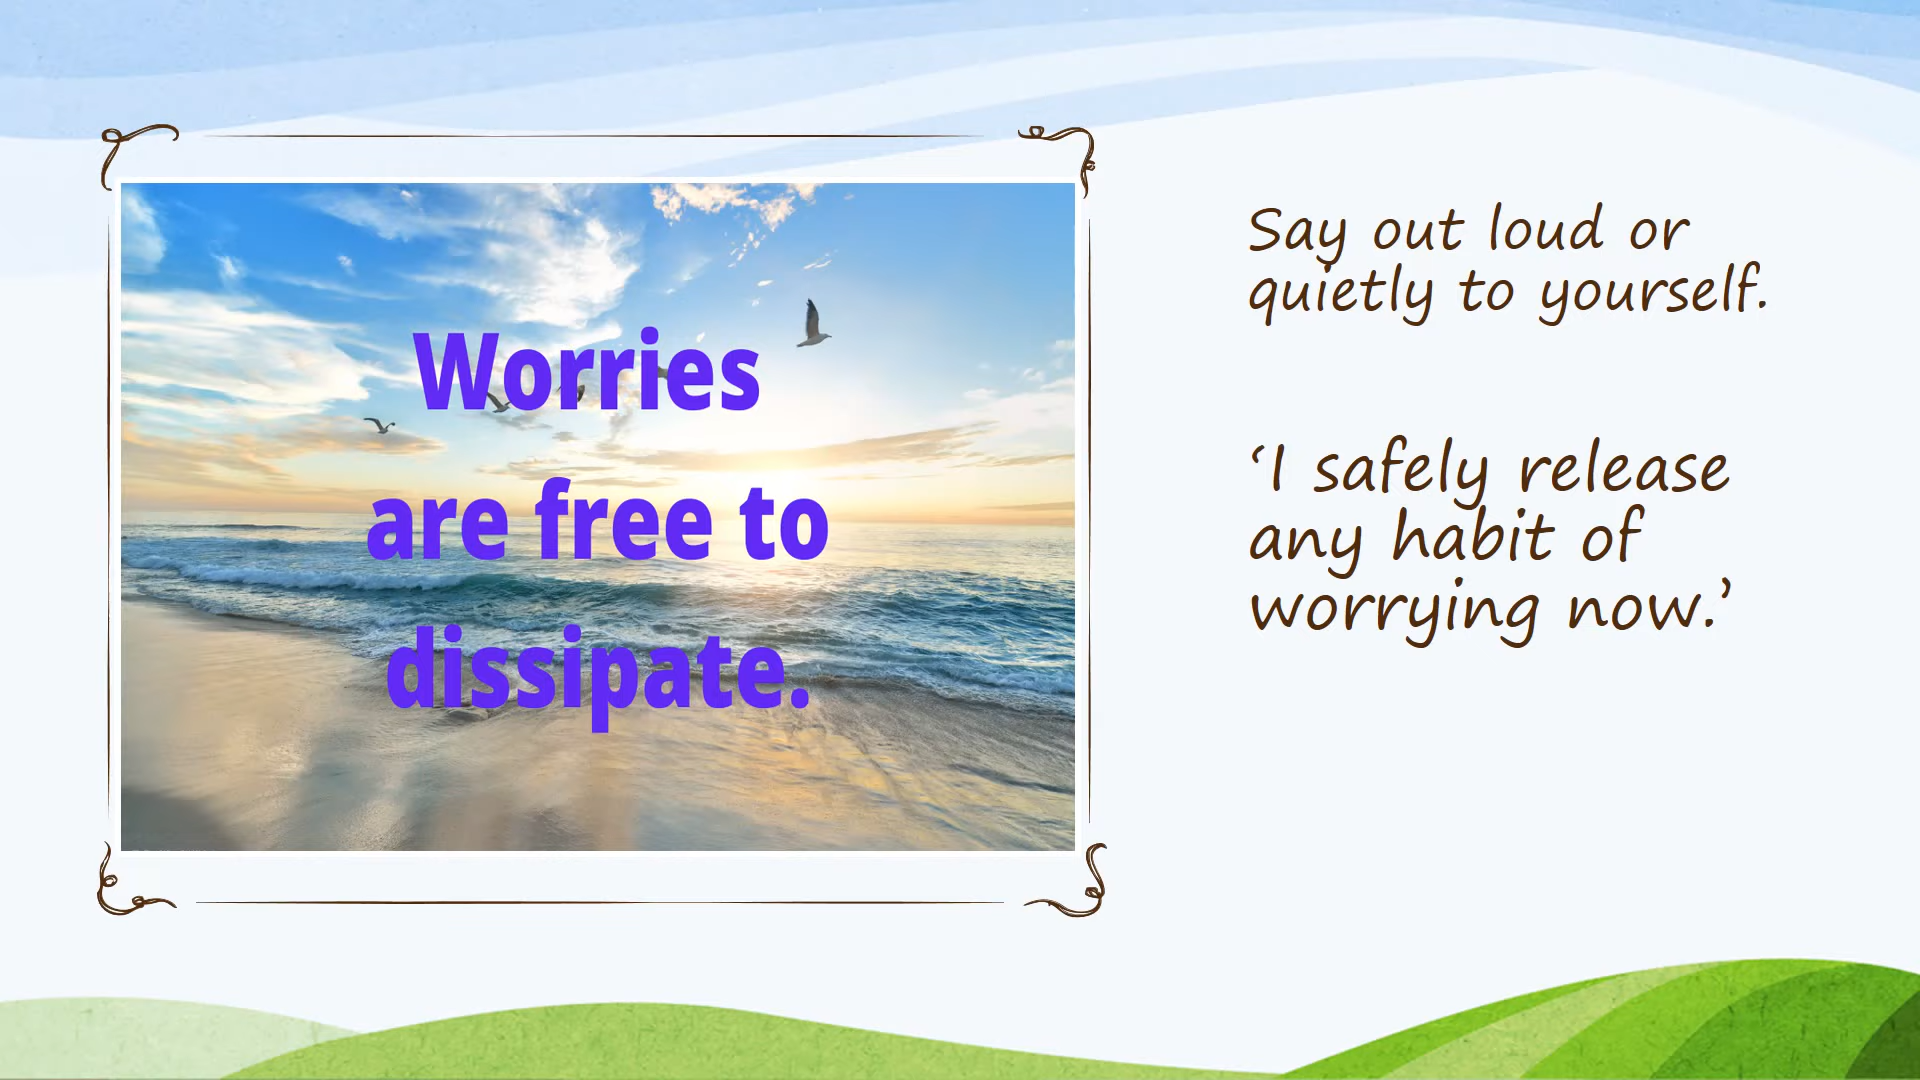 Worries
are free to
dissipate.
Say out loud or
quietly to yourself.
‘I safely release
any habit of
worrying now.’